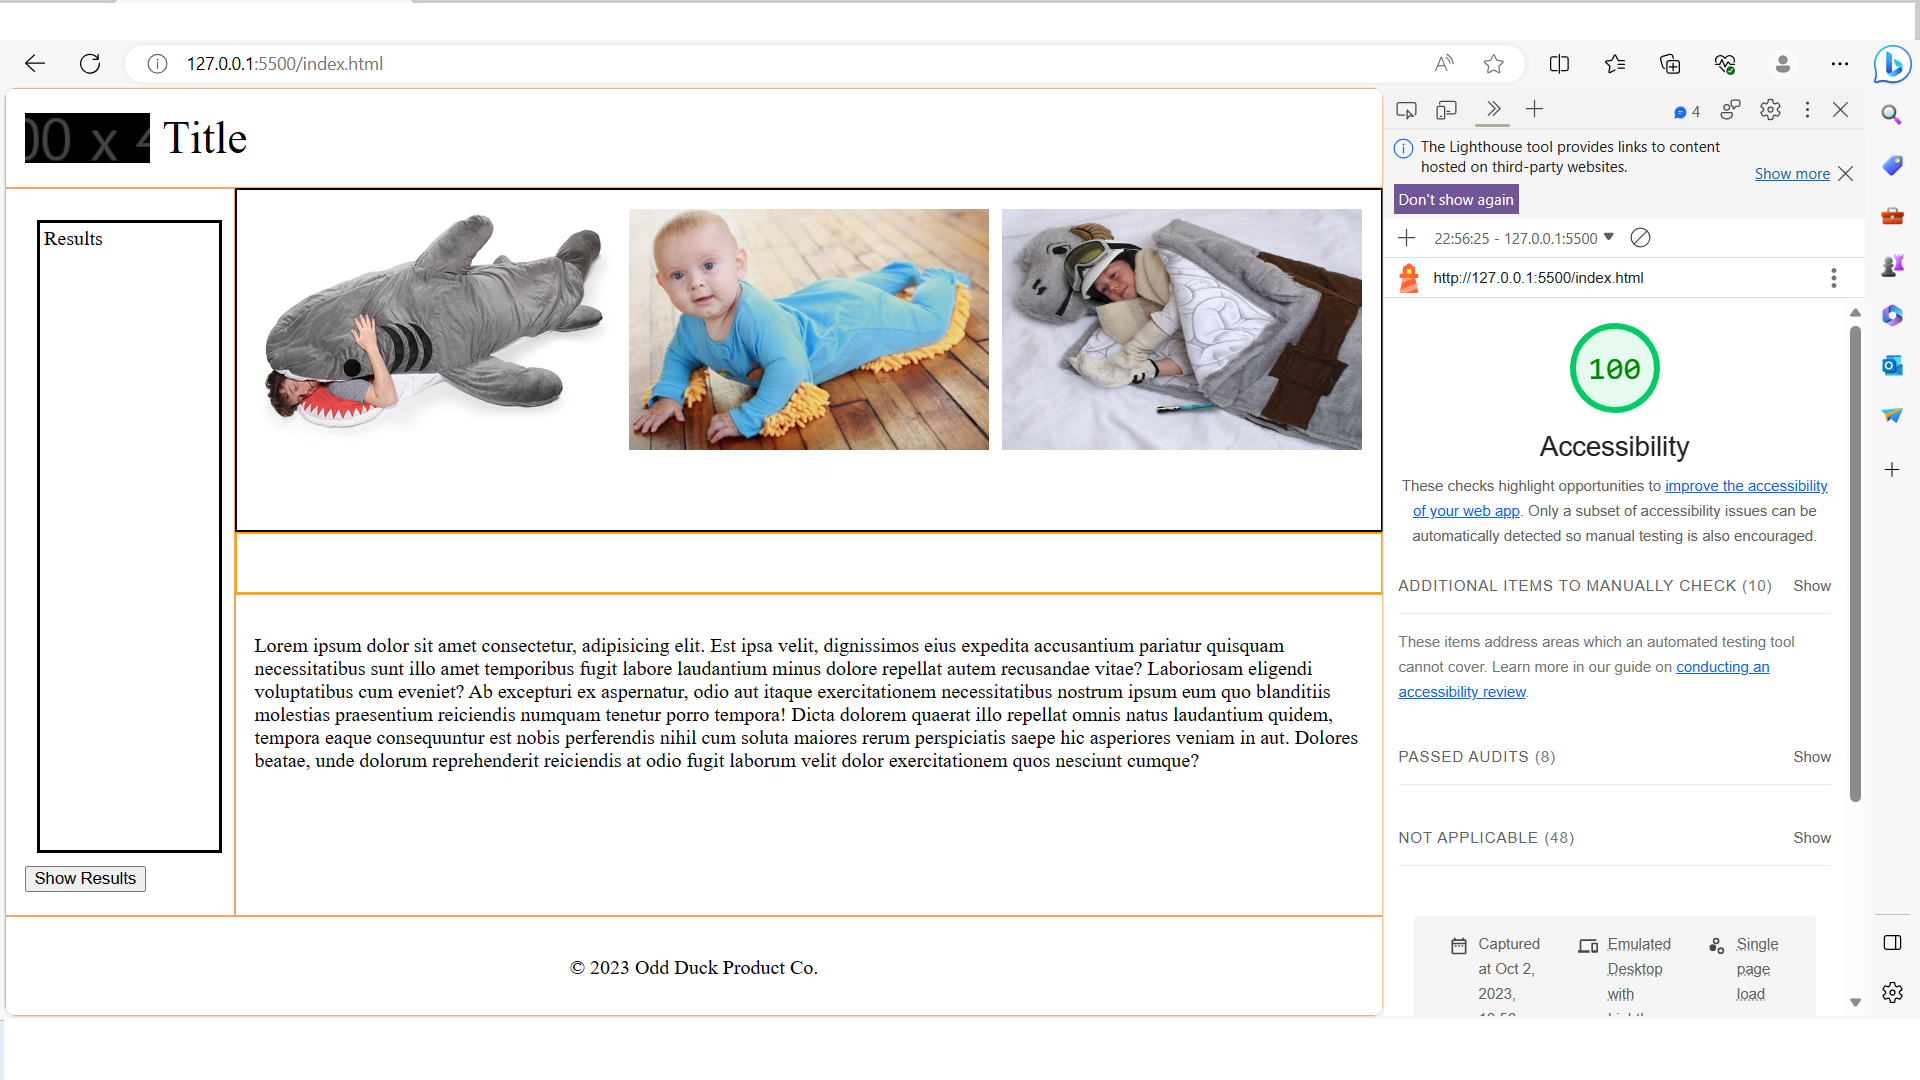 127.0.0.1:5500/index.html
00 x 4
Title
Results
Show Results
Lorem ipsum dolor sit amet consectetur, adipisicing elit. Est ipsa velit, dignissimos eius expedita accusantium pariatur quisquam
necessitatibus sunt illo amet temporibus fugit labore laudantium minus dolore repellat autem recusandae vitae? Laboriosam eligendi
voluptatibus cum eveniet? Ab excepturi ex aspernatur, odio aut itaque exercitationem necessitatibus nostrum ipsum eum quo blanditiis
molestias praesentium reiciendis numquam tenetur porro tempora! Dicta dolorem quaerat illo repellat omnis natus laudantium quidem,
tempora eaque consequuntur est nobis perferendis nihil cum soluta maiores rerum perspiciatis saepe hic asperiores veniam in aut. Dolores
beatae, unde dolorum reprehenderit reiciendis at odio fugit laborum velit dolor exercitationem quos nesciunt cumque?
© 2023 Odd Duck Product Co.
4
The Lighthouse tool provides links to content
hosted on third-party websites.
Show more
Don't show again
22:56:25 - 127.0.0.1:5500
http://127.0.0.1:5500/index.html
100
Accessibility
These checks highlight opportunities to improve the accessibility
of your web app. Only a subset of accessibility issues can be
automatically detected so manual testing is also encouraged.
ADDITIONAL ITEMS TO MANUALLY CHECK (10) Show
These items address areas which an automated testing tool
cannot cover. Learn more in our guide on conducting an
accessibility review.
PASSED AUDITS (8) Show
NOT APPLICABLE (48) Show
Captured
at Oct 2,
2023,
Emulated
Desktop
with
Single
page
load